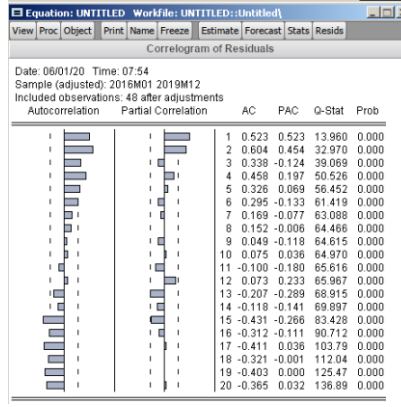 Equation: UNTITLED Workfile: UNTITLED::Untitled\
View Proc Object Print Name Freeze Estimate Forecast Stats Resids
Correlogram of Residuals
Date: 06/01/20 Time: 07:54
Sample (adjusted): 2016M01 2019M12
Included observations: 48 after adjustments
Autocorrelation Partial Correlation AC PAC Q-Stat Prob
1 0.523 0.523 13.960 0.000
2 0.604 0.454 32.970 0.000
3 0.338 -0.124 39.069 0.000
4 0.458 0.197 50.526 0.000
5 0.326 0.069 56.452 0.000
6 0.295 -0.133 61.419 0.000
7 0.169 -0.077 63.088 0.000
8 0.152 -0.006 64.466 0.000
9 0.049 -0.118 64.615 0.000
10 0.075 0.036 64.970 0.000
11 -0.100 -0.180 65.616 0.000
12 0.073 0.233 65.967 0.000
13 -0.207 -0.289 68.915 0.000
14 -0.118 -0.141 69.897 0.000
15 -0.431 -0.266 83.428 0.000
16 -0.312 -0.111 90.712 0.000
17 -0.411 0.036 103.79 0.000
18 -0.321 -0.001 112.04 0.000
19 -0.403 0.000 125.47 0.000
20 -0.365 0.032 136.89 0.000